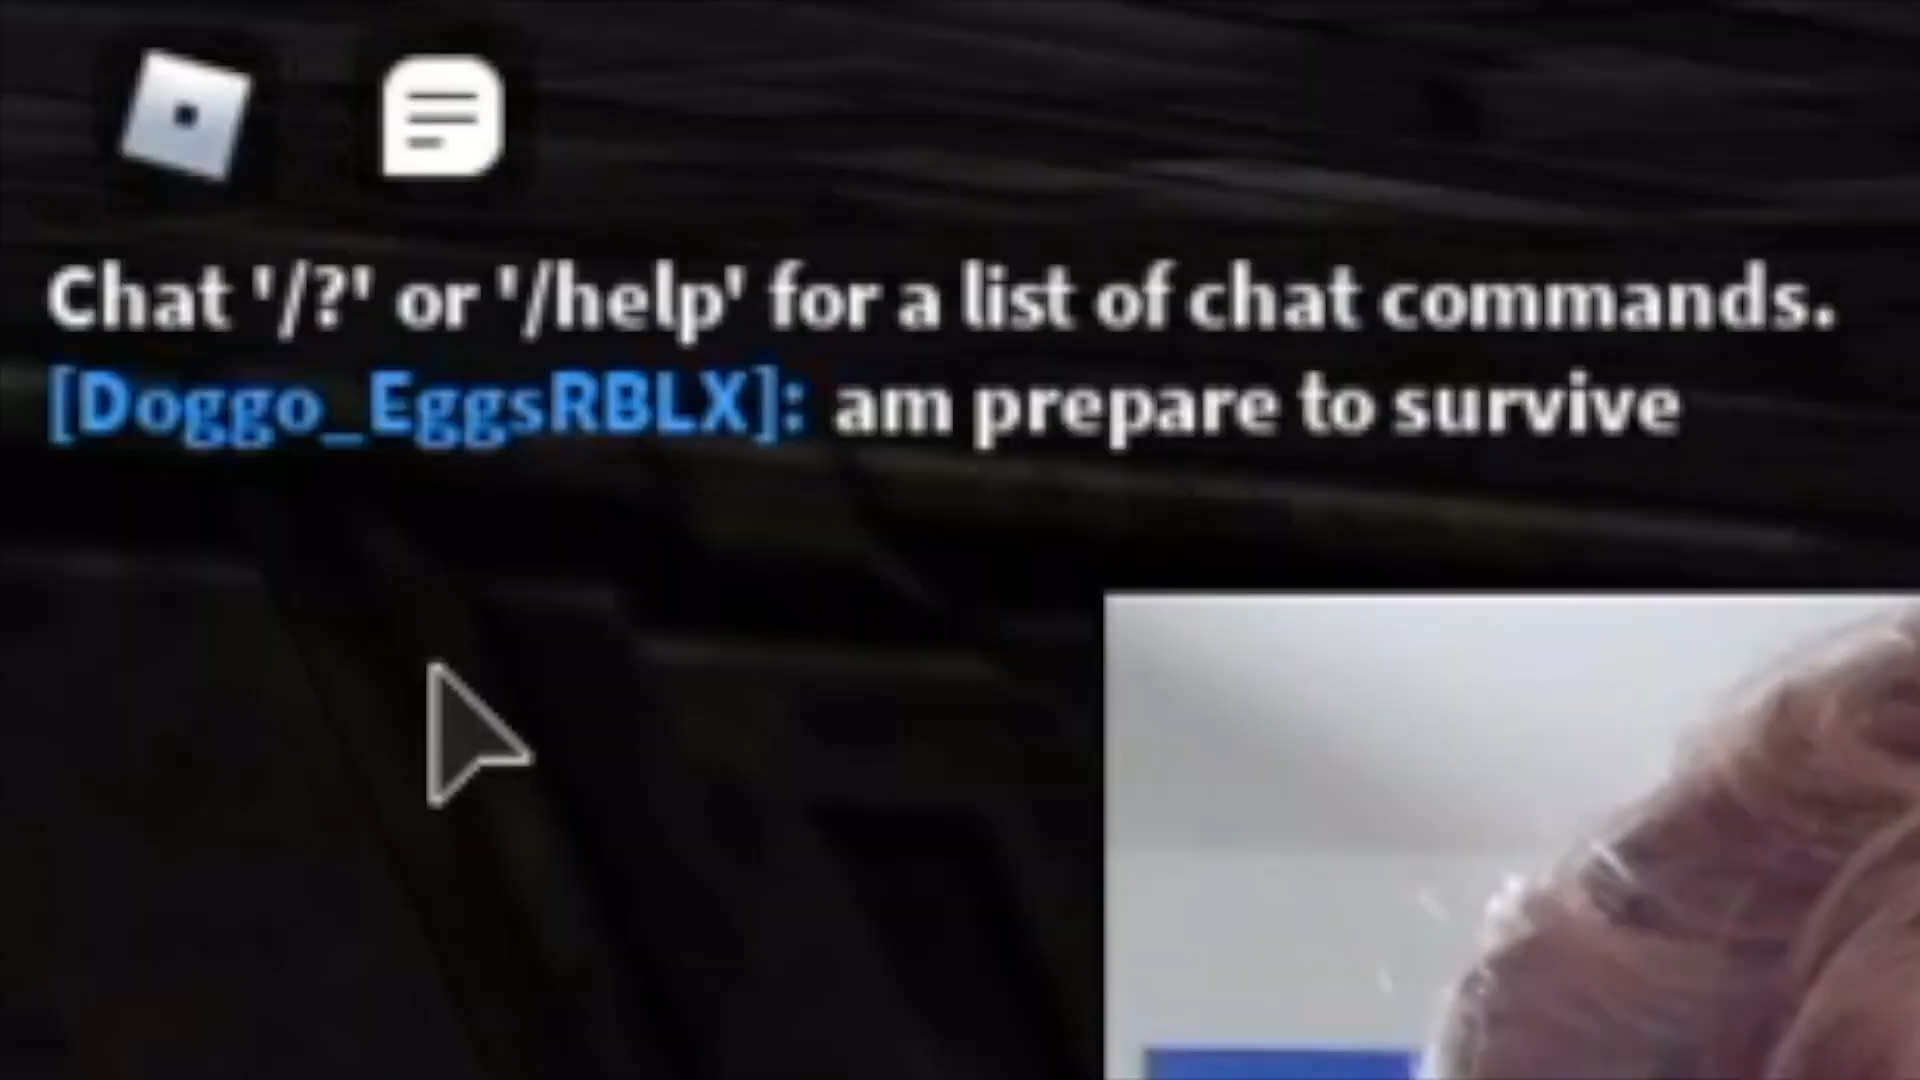 Chat '/?' or '/help' for a list of chat commands.
[Doggo_EggsRBLX]: am prepare to survive